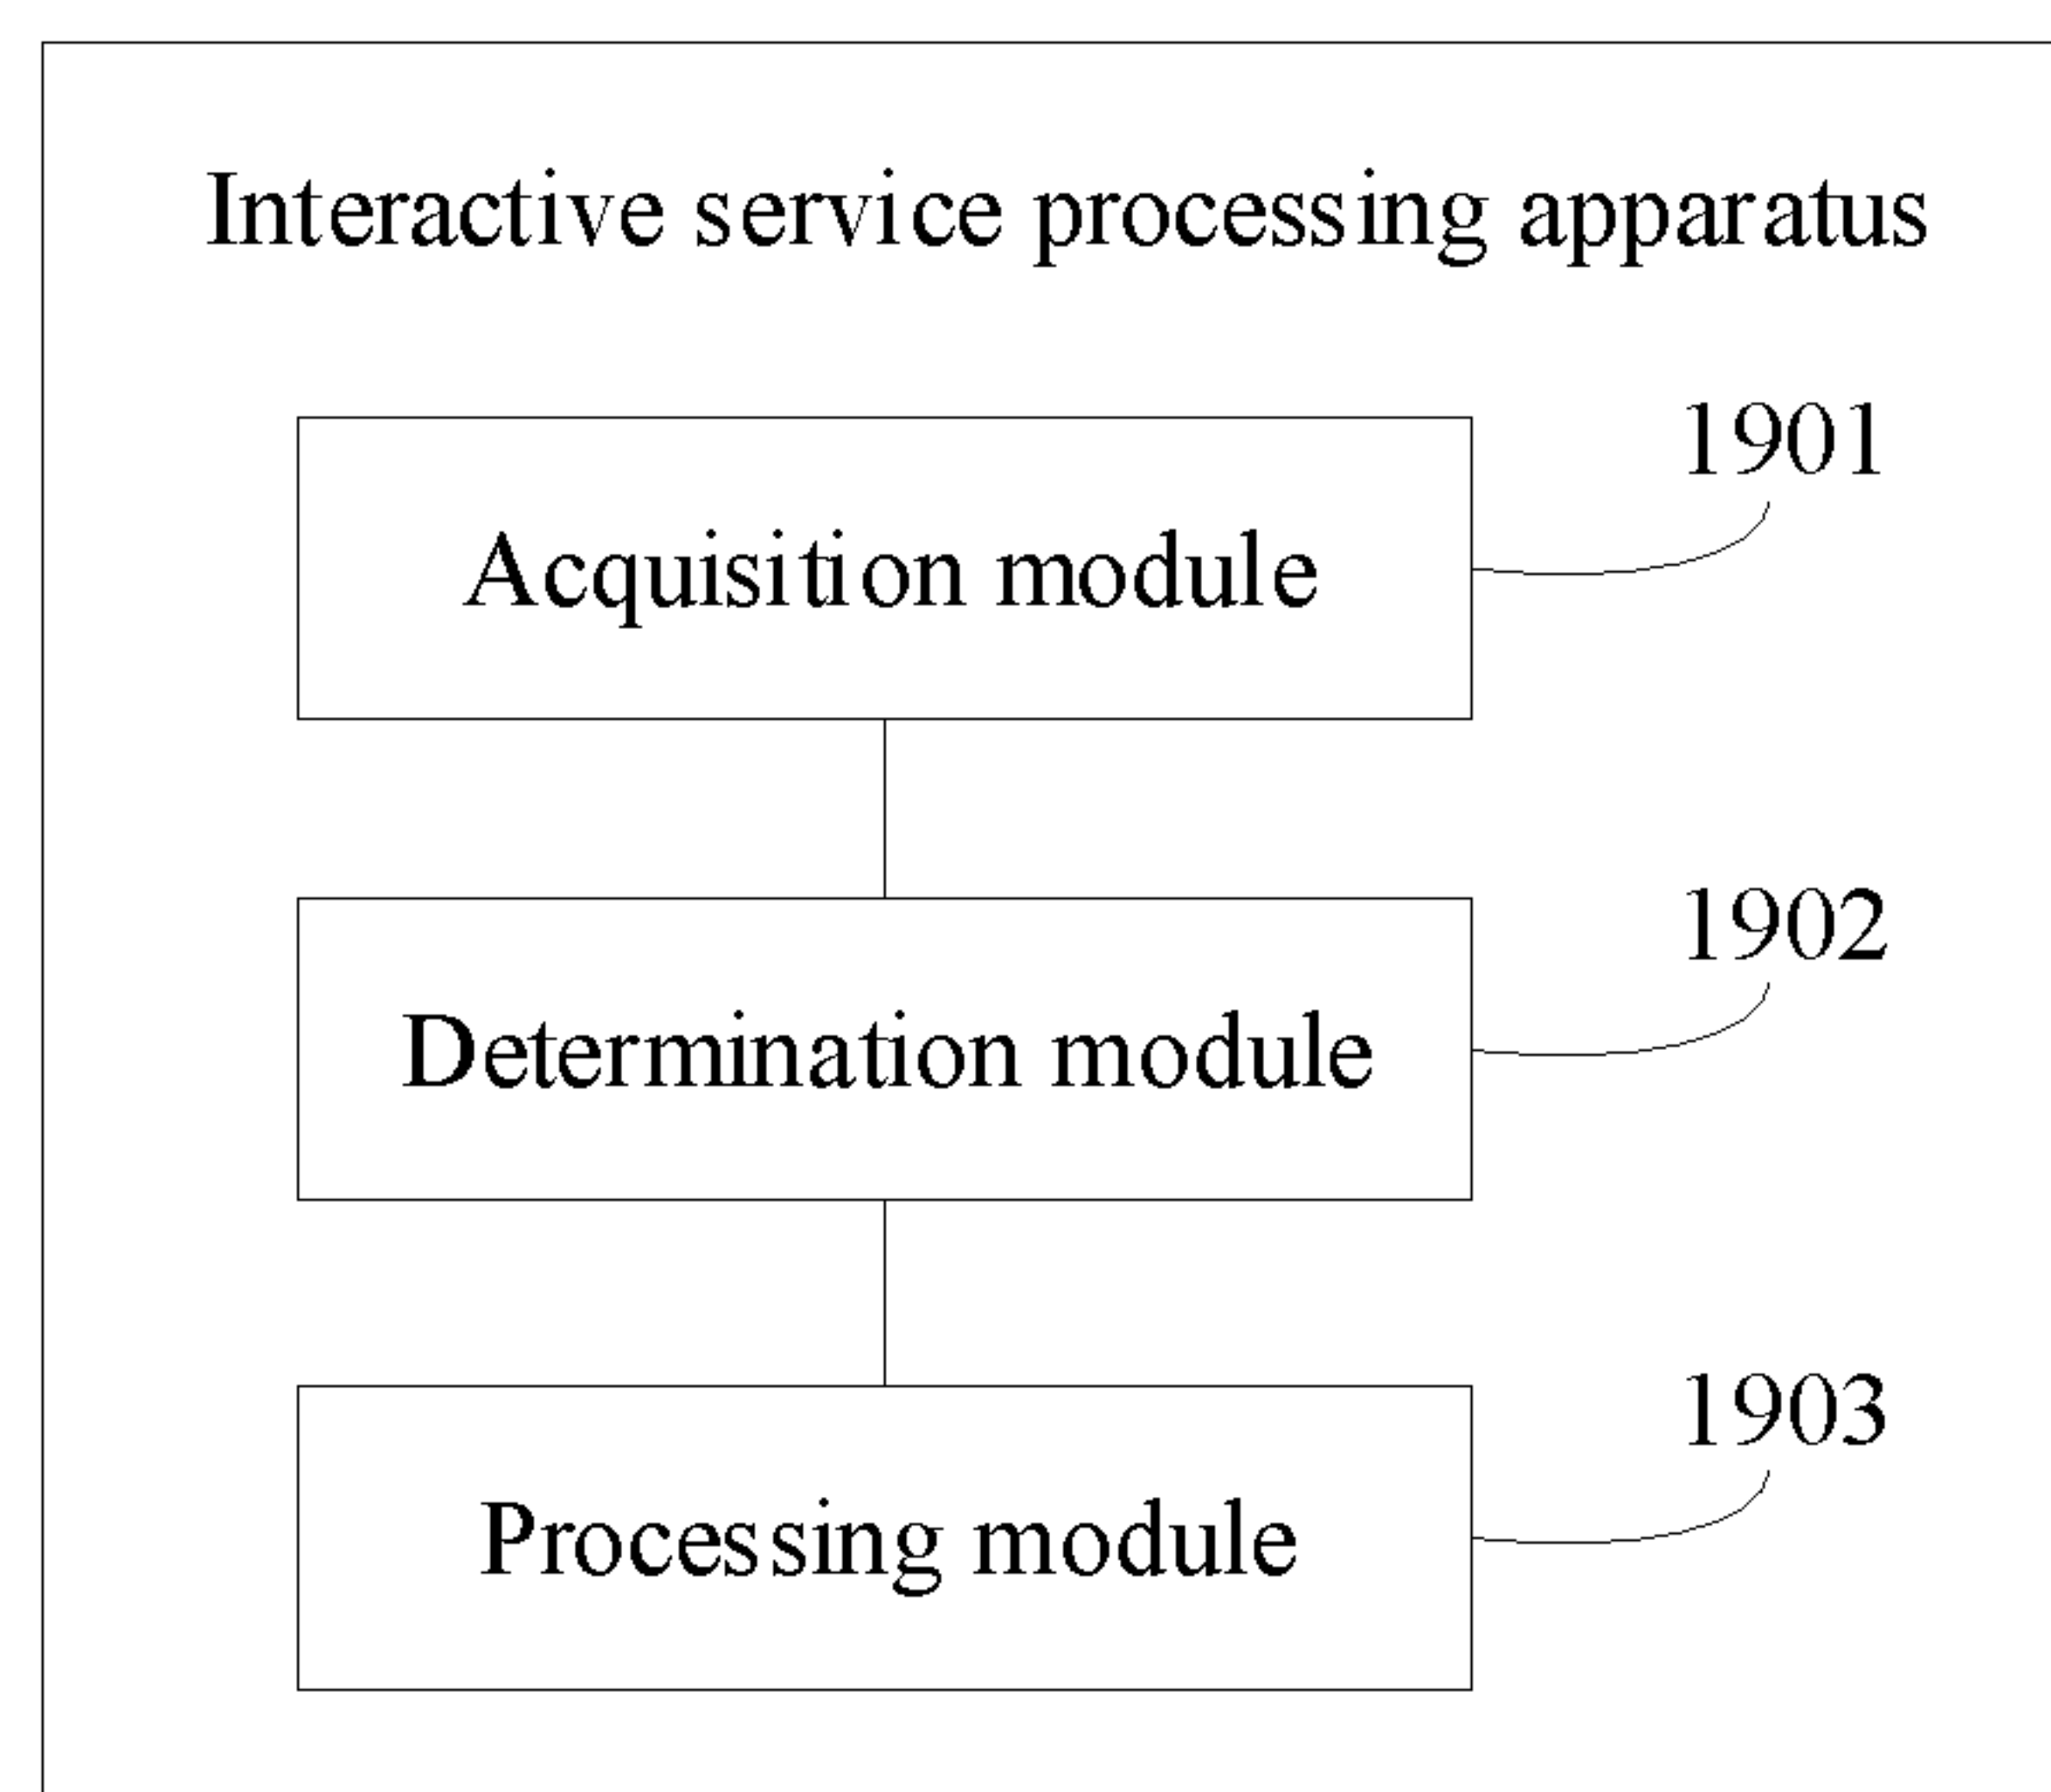 Interactive service processing apparatus
1901
Acquisition module
1902
Determination module
1903
Processing module